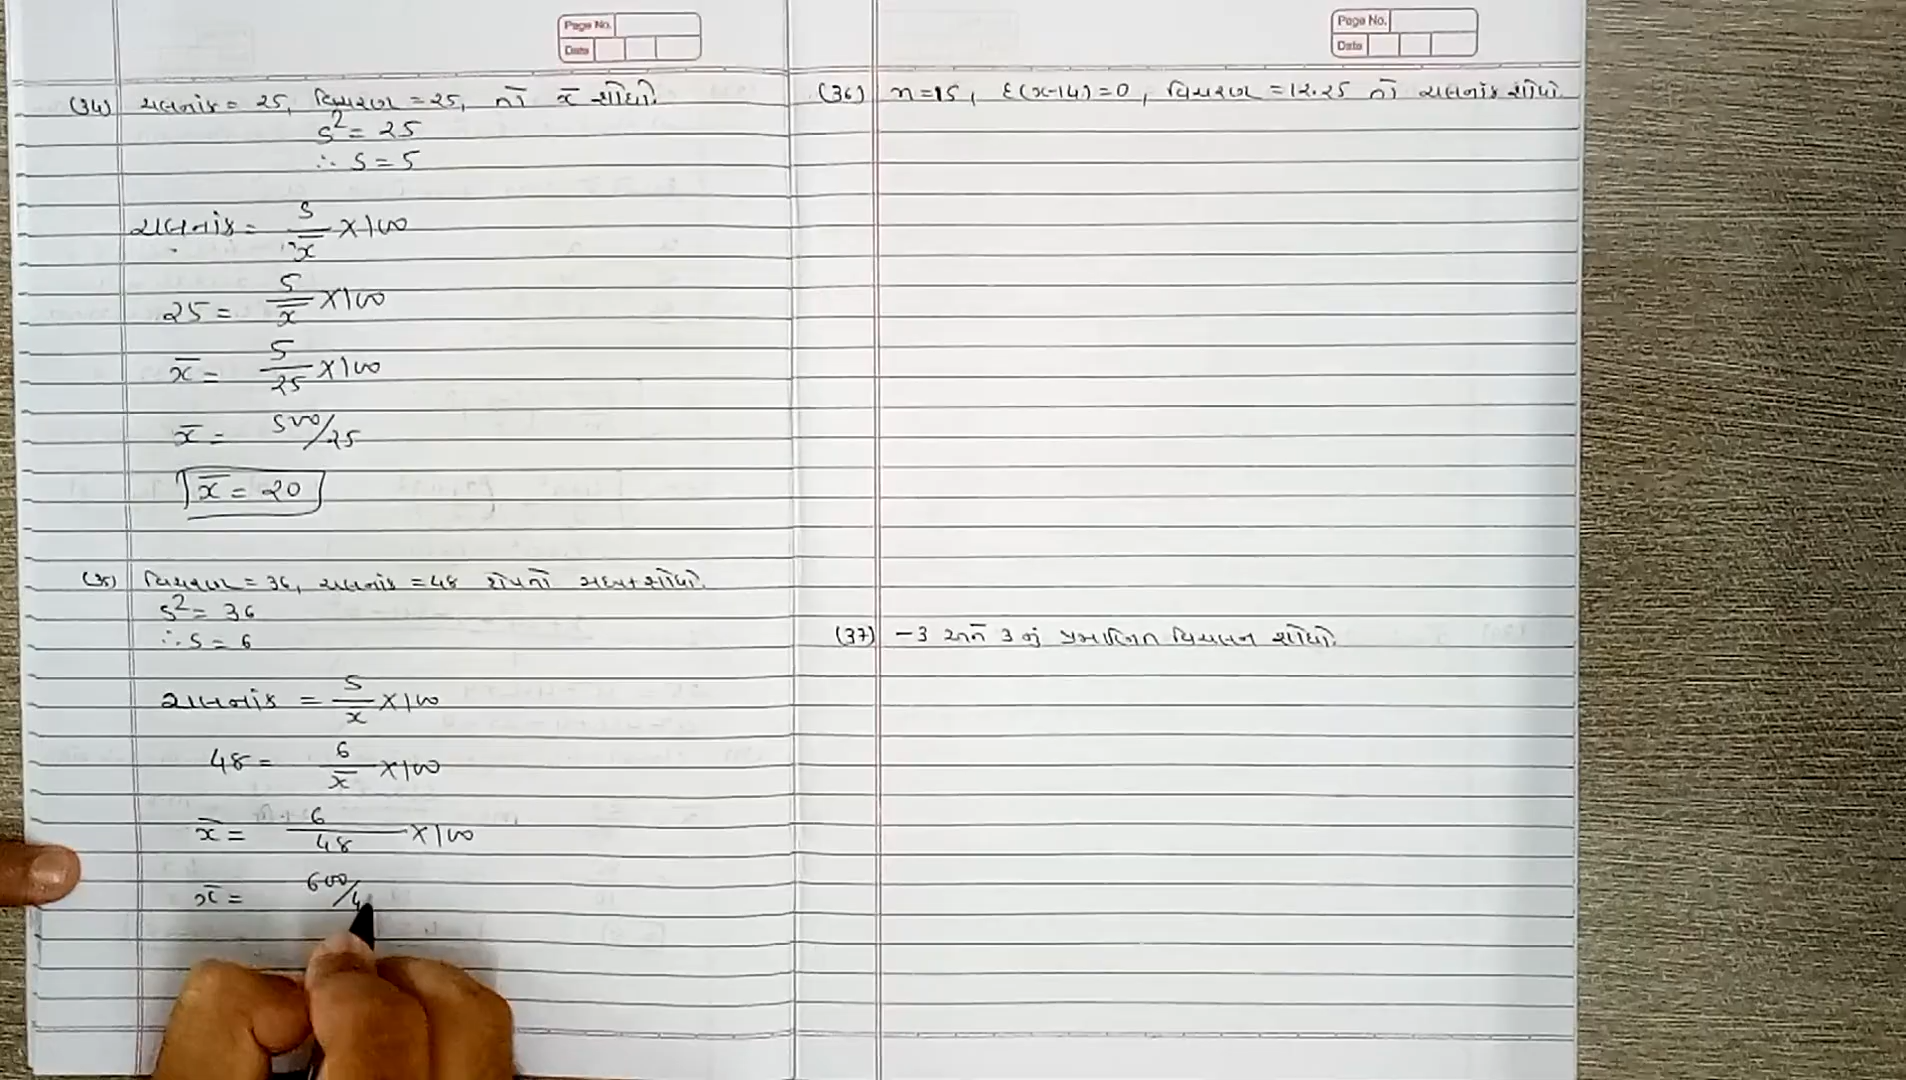 Page No.
Date
(34) ચલનાંક = 25, વિચરણ = 25, તો x̄ શોધો.
S² = 25
∴ S = 5
ચલનાંક = S/x̄ × 100
25 = 5/x̄ × 100
x̄ = 5/25 × 100
x̄ = 500/25
x̄ = 20
(35) વિચરણ = 36, ચલનાંક = 48 હોય તો મધ્યક શોધો.
S² = 36
∴ S = 6
ચલનાંક = S/x × 100
48 = 6/x̄ × 100
x̄ = 6/48 × 100
x̄ = 600/4
Page No.
Date
(36) n = 15, Σ(x-14) = 0, વિચરણ = 12.25 તો ચલનાંક શોધો.
(37) -3 અને 3 નું પ્રમાણિત વિચલન શોધો.